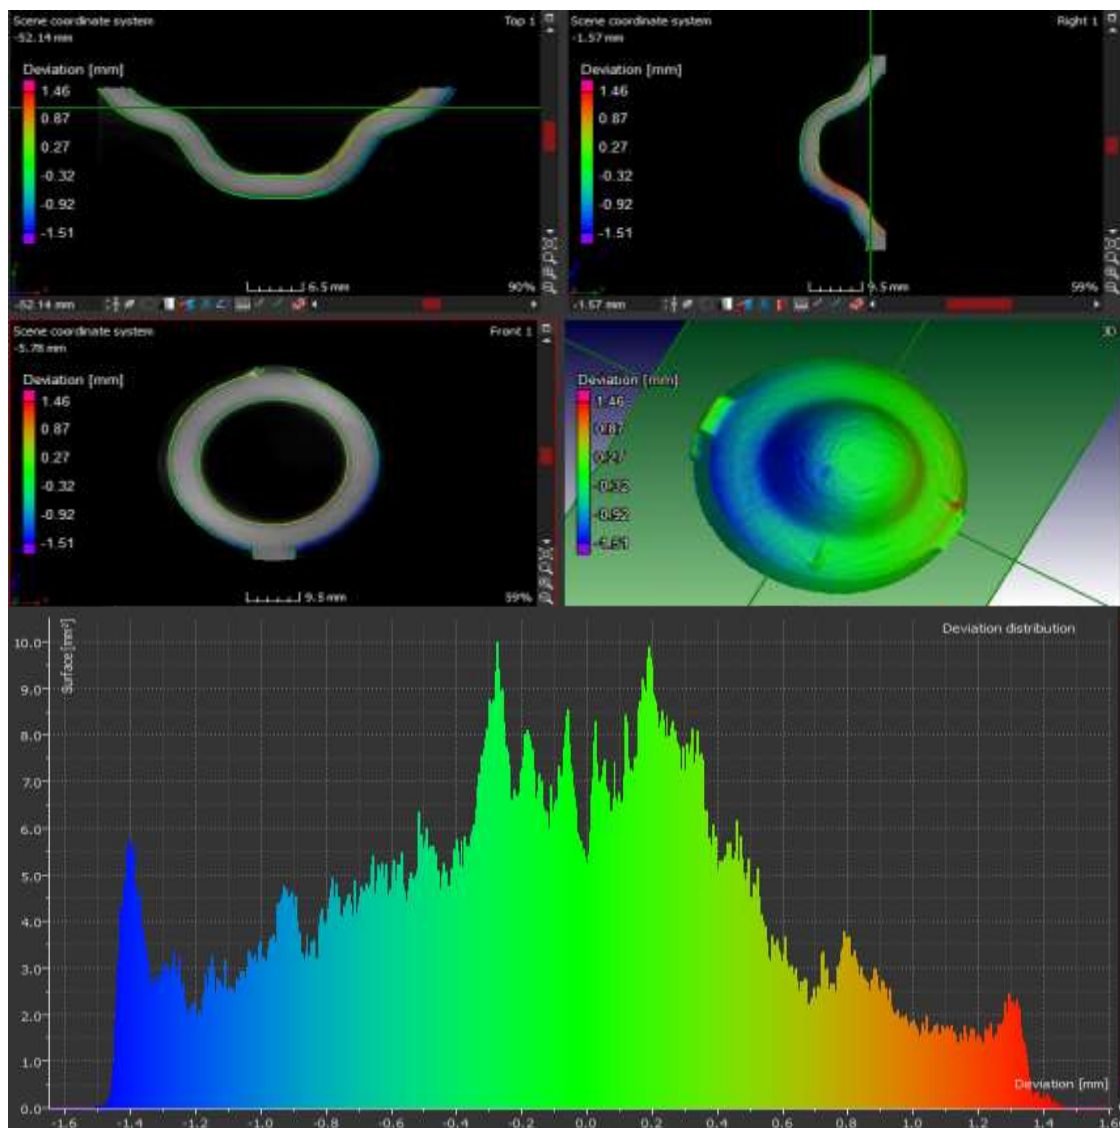 Scene coordinate system
Top 1
-52.14 mm
Deviation [mm]
1.46
0.87
0.27
-0.32
-0.92
-1.51
6.5 mm
90%
-52.14 mm
Scene coordinate system
Right 1
-1.57 mm
Deviation [mm]
1.46
0.87
0.27
-0.32
-0.92
-1.51
9.5 mm
59%
-1.57 mm
Scene coordinate system
Front 1
-5.78 mm
Deviation [mm]
1.46
0.87
0.27
-0.32
-0.92
-1.51
9.5 mm
59%
3D
Deviation [mm]
1.46
0.87
0.27
-0.32
-0.92
-1.51
Deviation distribution
Surface [mm²]
10.0
9.0
8.0
7.0
6.0
5.0
4.0
3.0
2.0
1.0
0.0
Deviation [mm]
-1.6 -1.4 -1.2 -1.0 -0.8 -0.6 -0.4 -0.2 0.0 0.2 0.4 0.6 0.8 1.0 1.2 1.4 1.6